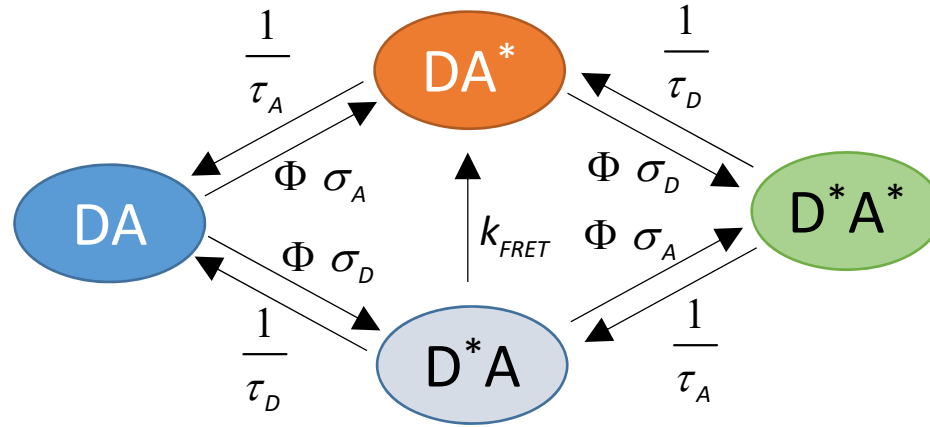 1/τ_A
DA*
1/τ_D
Φ σ_A
Φ σ_D
DA
D*A*
Φ σ_D
k_FRET
Φ σ_A
1/τ_D
D*A
1/τ_A